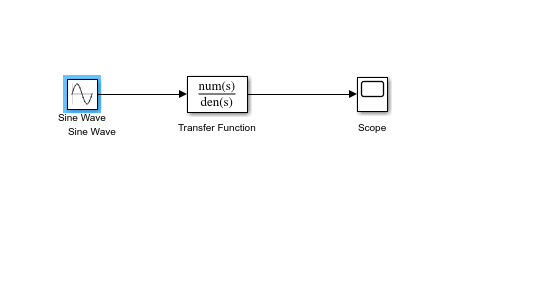 num(s)
den(s)
Sine Wave
Sine Wave
Transfer Function
Scope